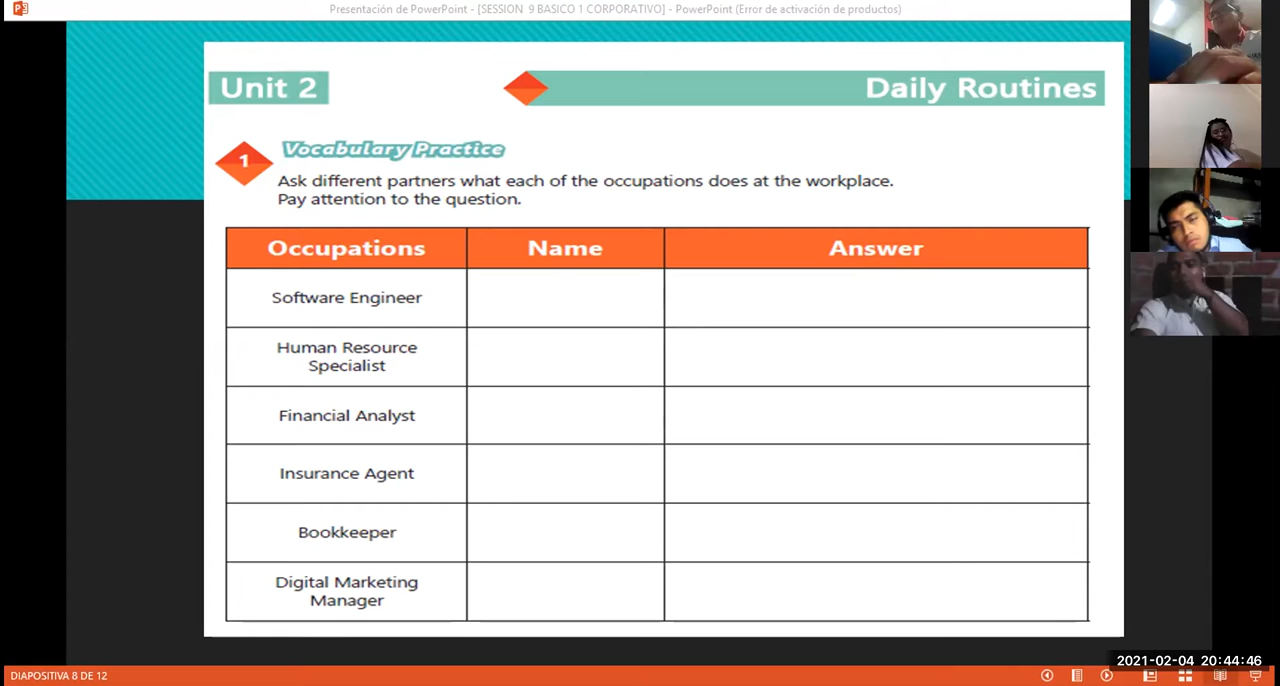 Presentación de PowerPoint - [SESSION 9 BASICO 1 CORPORATIVO] - PowerPoint (Error de activación de productos)
Unit 2
Daily Routines
1
Vocabulary Practice
Ask different partners what each of the occupations does at the workplace.
Pay attention to the question.
Occupations Name Answer
Software Engineer
Human Resource
Specialist
Financial Analyst
Insurance Agent
Bookkeeper
Digital Marketing
Manager
2021-02-04 20:44:46
DIAPOSITIVA 8 DE 12